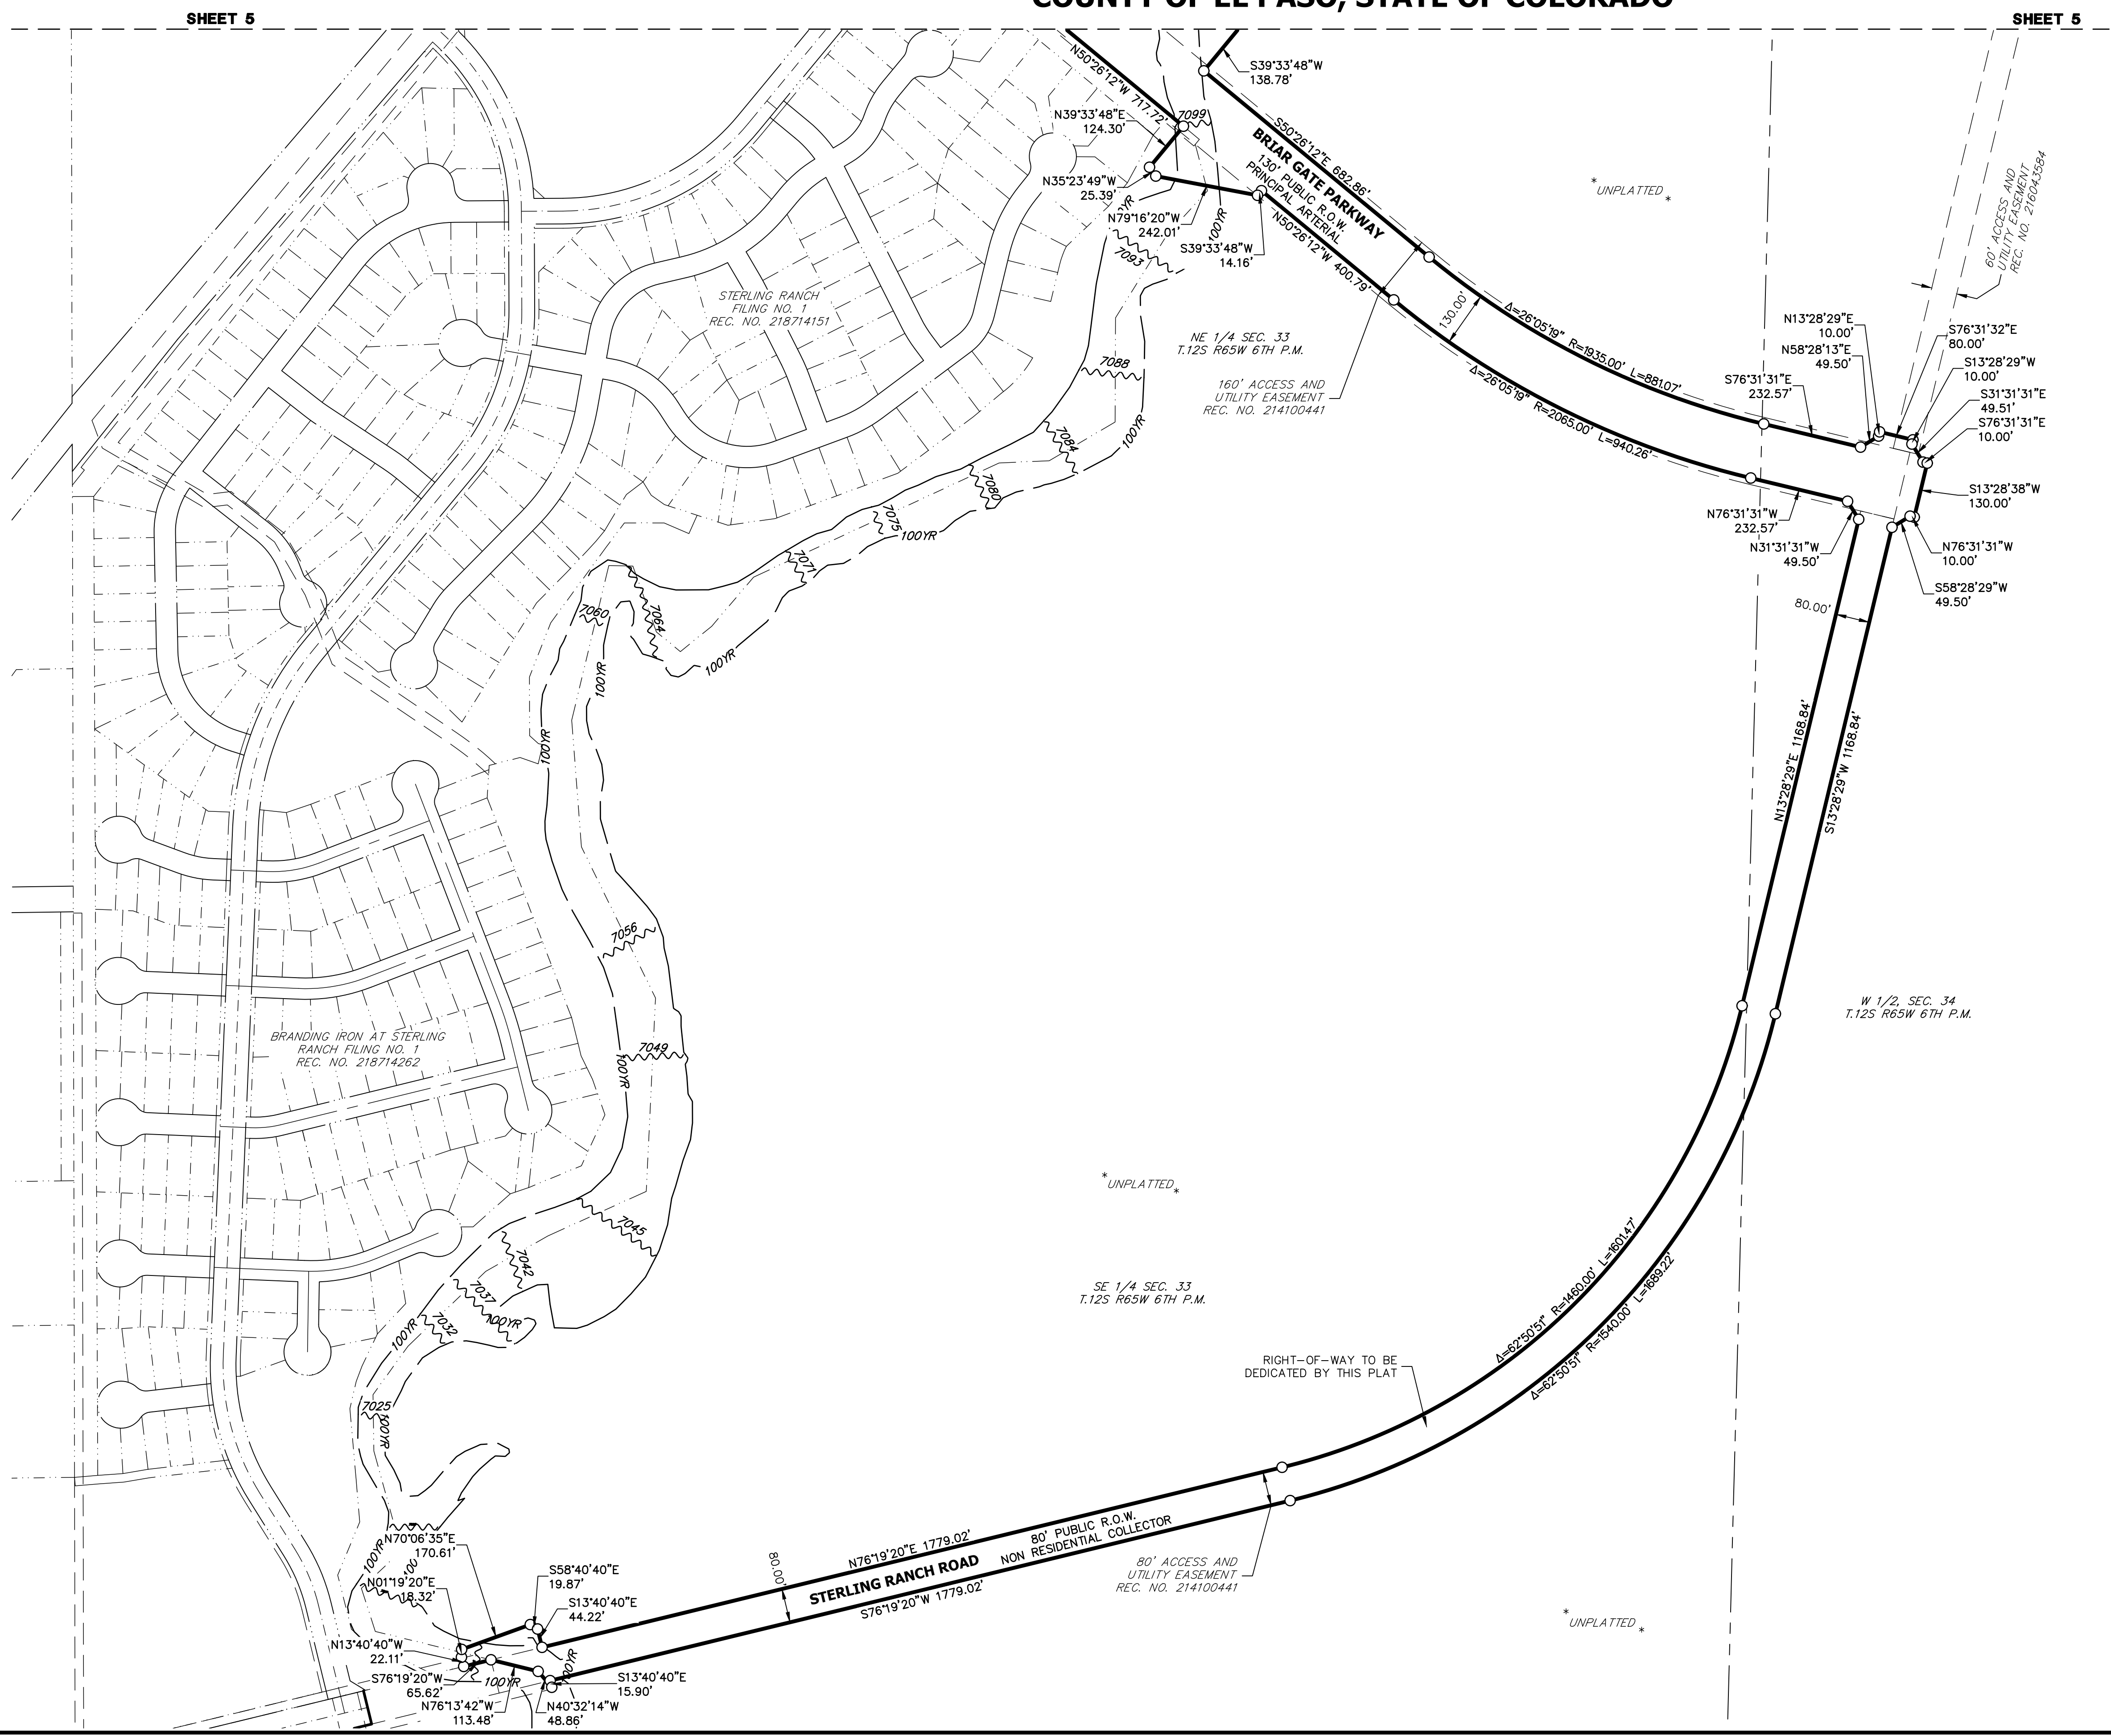 COUNTY OF EL PASO, STATE OF COLORADO
SHEET 5
SHEET 5
N50°26'12"W 717.72'
S39°33'48"W
138.78'
N39°33'48"E
124.30'
7099
S50°26'12"E 682.86'
BRIAR GATE PARKWAY
130' PUBLIC R.O.W.
PRINCIPAL ARTERIAL
N50°26'12"W 400.79'
N35°23'49"W
25.39'
100YR
N79°16'20"W
242.01'
100YR
S39°33'48"W
14.16'
7093
* UNPLATTED *
60' ACCESS AND
UTILITY EASEMENT
REC. NO. 216043584
STERLING RANCH
FILING NO. 1
REC. NO. 218714151
NE 1/4 SEC. 33
T.12S R65W 6TH P.M.
130.00'
Δ=26°05'19" R=1935.00' L=881.07'
Δ=26°05'19" R=2065.00' L=940.26'
160' ACCESS AND
UTILITY EASEMENT
REC. NO. 214100441
N13°28'29"E
10.00'
N58°28'13"E
49.50'
S76°31'31"E
232.57'
S76°31'32"E
80.00'
S13°28'29"W
10.00'
S31°31'31"E
49.51'
S76°31'31"E
10.00'
S13°28'38"W
130.00'
N76°31'31"W
232.57'
N31°31'31"W
49.50'
N76°31'31"W
10.00'
S58°28'29"W
49.50'
7088
7084
100YR
7080
7075
100YR
7071
7064
7060
100YR
100YR
100YR
80.00'
N13°28'29"E 1168.84'
S13°28'29"W 1168.84'
7056
W 1/2, SEC. 34
T.12S R65W 6TH P.M.
BRANDING IRON AT STERLING
RANCH FILING NO. 1
REC. NO. 218714262
7049
100YR
* UNPLATTED *
7045
7042
7037
100YR
7032
100YR
SE 1/4 SEC. 33
T.12S R65W 6TH P.M.
Δ=62°50'51" R=1460.00' L=1601.47'
Δ=62°50'51" R=1540.00' L=1689.22'
RIGHT-OF-WAY TO BE
DEDICATED BY THIS PLAT
7025
100YR
N70°06'35"E
170.61'
100YR
N01°19'20"E
18.32'
S58°40'40"E
19.87'
S13°40'40"E
44.22'
80.00'
N76°19'20"E 1779.02'
80' PUBLIC R.O.W.
STERLING RANCH ROAD NON RESIDENTIAL COLLECTOR
S76°19'20"W 1779.02'
80' ACCESS AND
UTILITY EASEMENT
REC. NO. 214100441
* UNPLATTED *
N13°40'40"W
22.11'
S76°19'20"W
65.62'
100YR
100YR
N76°13'42"W
113.48'
N40°32'14"W
48.86'
S13°40'40"E
15.90'